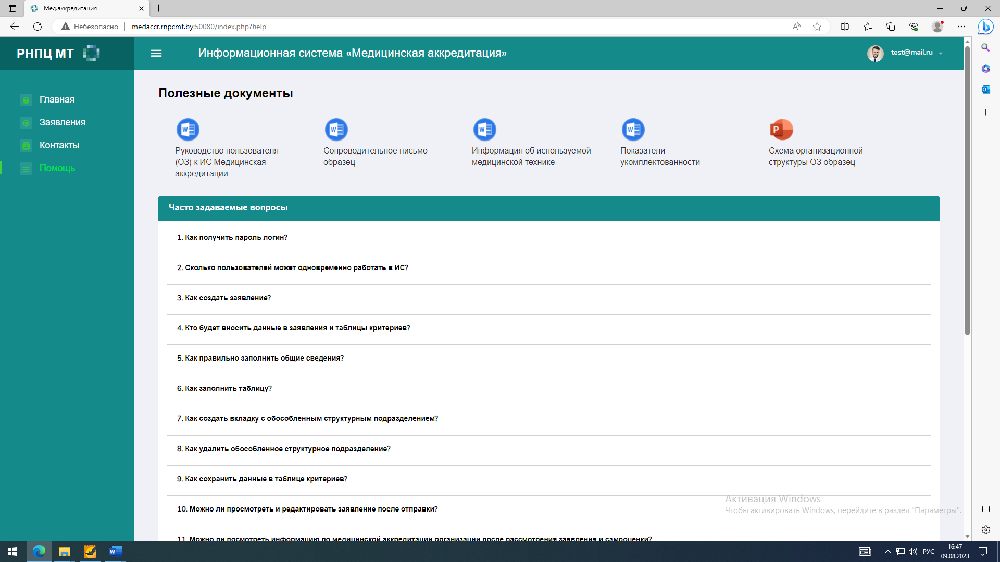 Мед.аккредитация
Небезопасно
medaccr.rnpcmt.by:50080/index.php?help
РНПЦ МТ
Информационная система «Медицинская аккредитация»
test@mail.ru
Главная
Заявления
Контакты
Помощь
Полезные документы
Руководство пользователя
(ОЗ) к ИС Медицинская
аккредитации
Сопроводительное письмо
образец
Информация об используемой
медицинской технике
Показатели
укомплектованности
Схема организационной
структуры ОЗ образец
Часто задаваемые вопросы
1. Как получить пароль логин?
2. Сколько пользователей может одновременно работать в ИС?
3. Как создать заявление?
4. Кто будет вносить данные в заявления и таблицы критериев?
5. Как правильно заполнить общие сведения?
6. Как заполнить таблицу?
7. Как создать вкладку с обособленным структурным подразделением?
8. Как удалить обособленное структурное подразделение?
9. Как сохранить данные в таблице критериев?
10. Можно ли просмотреть и редактировать заявление после отправки?
11. Можно ли посмотреть информацию по медицинской аккредитации организации после рассмотрения заявления и самооценки?
Активация Windows
Чтобы активировать Windows, перейдите в раздел "Параметры".
РУС
16:47
09.08.2023